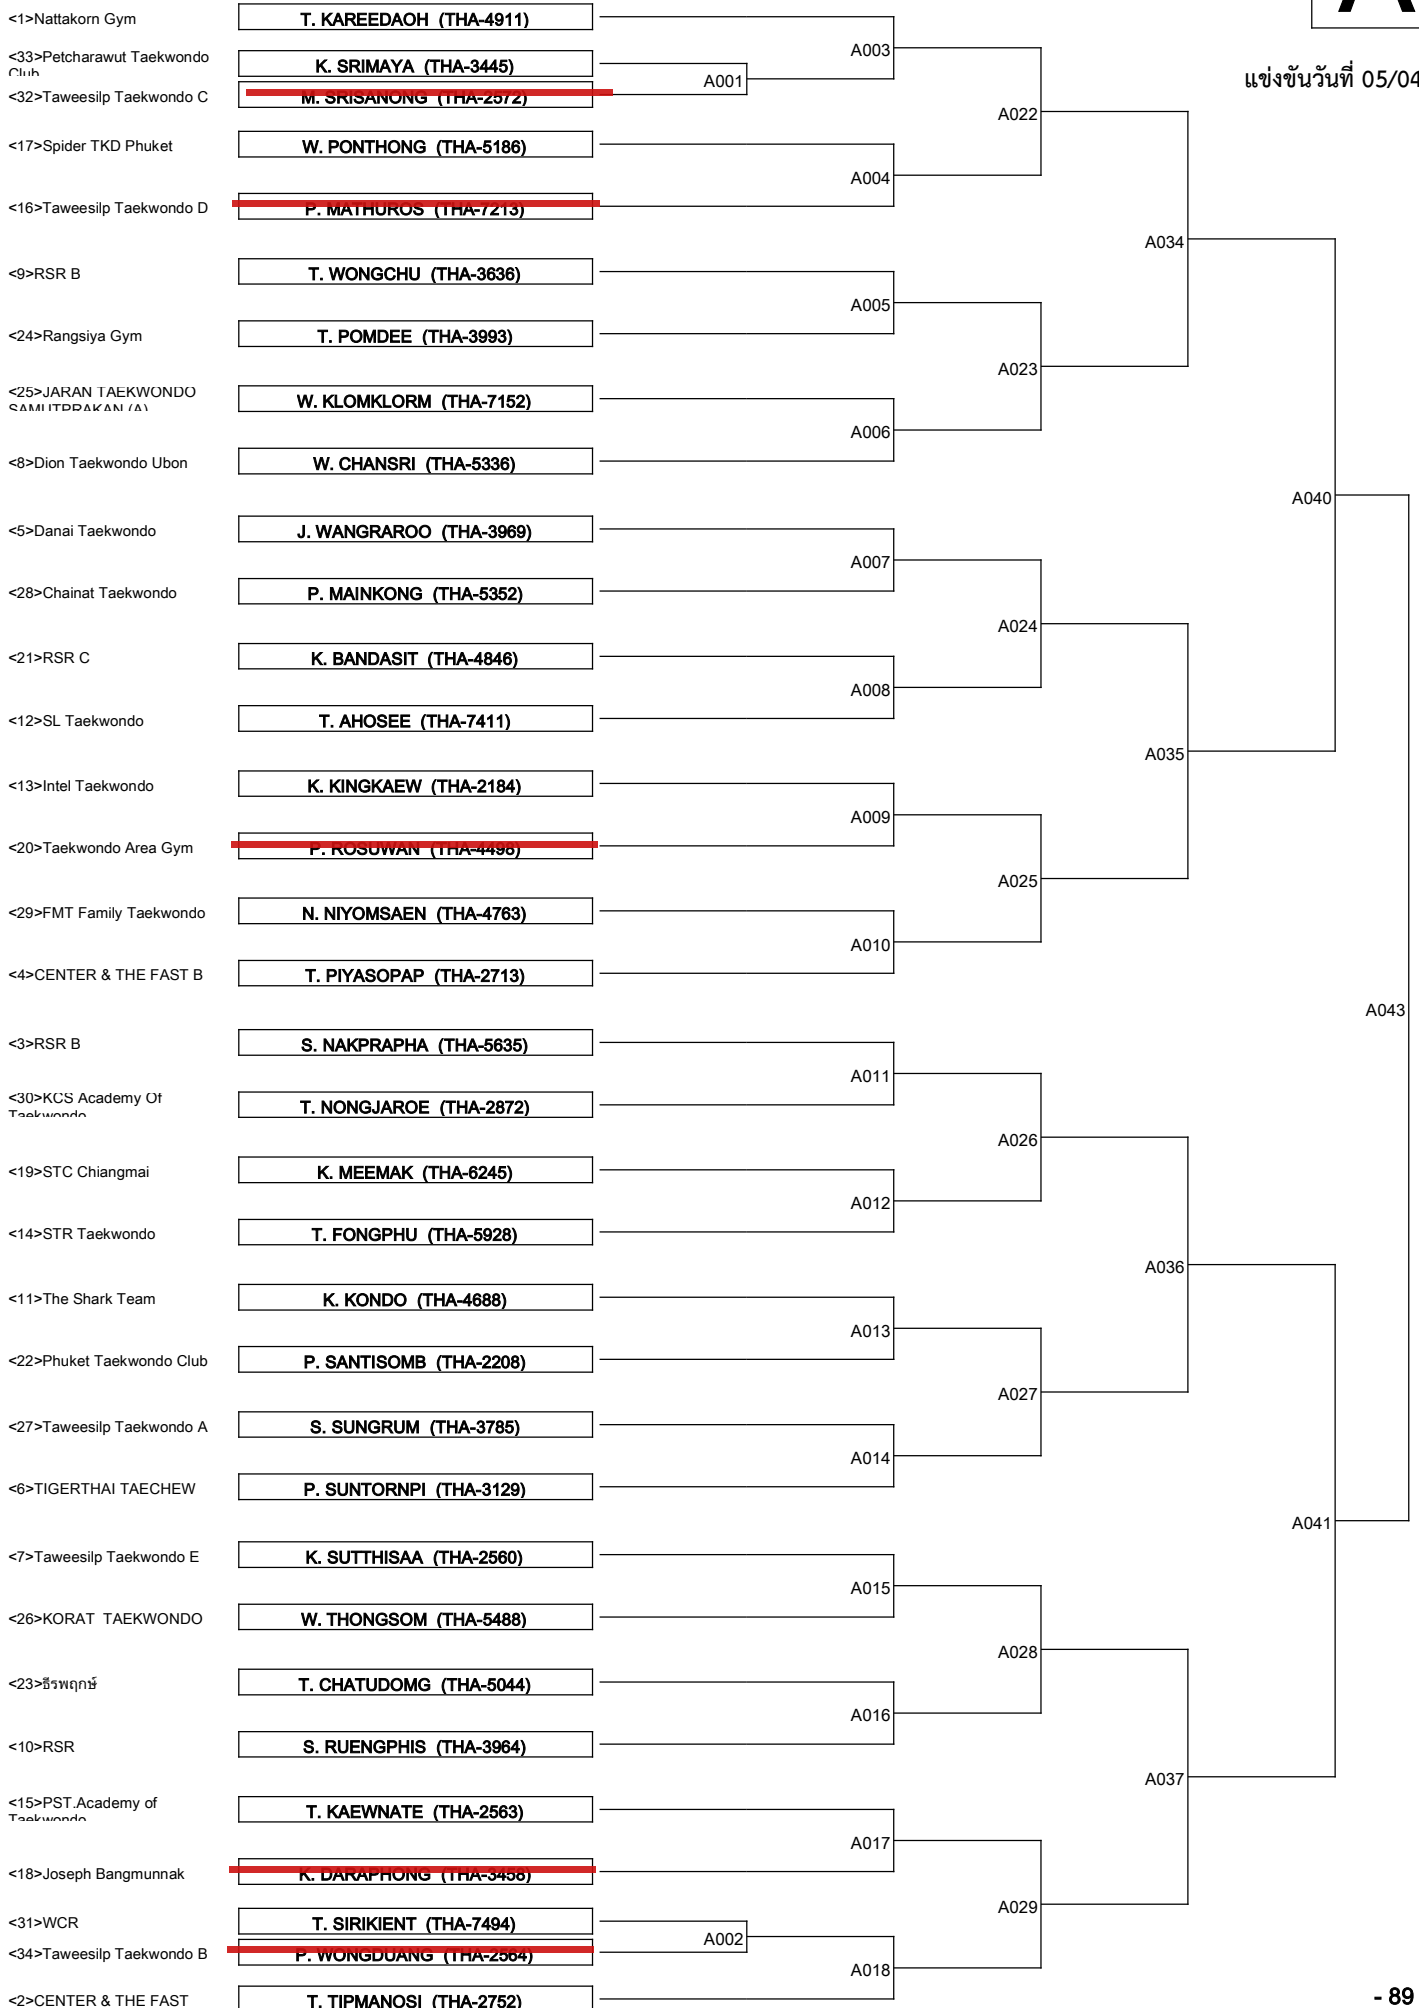 <1>Nattakorn Gym T. KAREEDAOH (THA-4911)
A003
<33>Petcharawut Taekwondo
Club
K. SRIMAYA (THA-3445)
A001
แข่งขันวันที่ 05/04
<32>Taweesilp Taekwondo C M. SRISANONG (THA-2572)
A022
<17>Spider TKD Phuket W. PONTHONG (THA-5186)
A004
<16>Taweesilp Taekwondo D P. MATHUROS (THA-7213)
A034
<9>RSR B T. WONGCHU (THA-3636)
A005
<24>Rangsiya Gym T. POMDEE (THA-3993)
A023
<25>JARAN TAEKWONDO
SAMUTPRAKAN (A)
W. KLOMKLORM (THA-7152)
A006
<8>Dion Taekwondo Ubon W. CHANSRI (THA-5336)
A040
<5>Danai Taekwondo J. WANGRAROO (THA-3969)
A007
<28>Chainat Taekwondo P. MAINKONG (THA-5352)
A024
<21>RSR C K. BANDASIT (THA-4846)
A008
<12>SL Taekwondo T. AHOSEE (THA-7411)
A035
<13>Intel Taekwondo K. KINGKAEW (THA-2184)
A009
<20>Taekwondo Area Gym P. ROSUWAN (THA-4498)
A025
<29>FMT Family Taekwondo N. NIYOMSAEN (THA-4763)
A010
<4>CENTER & THE FAST B T. PIYASOPAP (THA-2713)
A043
<3>RSR B S. NAKPRAPHA (THA-5635)
A011
<30>KCS Academy Of
Taekwondo
T. NONGJAROE (THA-2872)
A026
<19>STC Chiangmai K. MEEMAK (THA-6245)
A012
<14>STR Taekwondo T. FONGPHU (THA-5928)
A036
<11>The Shark Team K. KONDO (THA-4688)
A013
<22>Phuket Taekwondo Club P. SANTISOMB (THA-2208)
A027
<27>Taweesilp Taekwondo A S. SUNGRUM (THA-3785)
A014
<6>TIGERTHAI TAECHEW P. SUNTORNPI (THA-3129)
A041
<7>Taweesilp Taekwondo E K. SUTTHISAA (THA-2560)
A015
<26>KORAT TAEKWONDO W. THONGSOM (THA-5488)
A028
<23>ธีรพฤกษ์ T. CHATUDOMG (THA-5044)
A016
<10>RSR S. RUENGPHIS (THA-3964)
A037
<15>PST.Academy of
Taekwondo
T. KAEWNATE (THA-2563)
A017
<18>Joseph Bangmunnak K. DARAPHONG (THA-3458)
A029
<31>WCR T. SIRIKIENT (THA-7494)
A002
<34>Taweesilp Taekwondo B P. WONGDUANG (THA-2564)
A018
<2>CENTER & THE FAST T. TIPMANOSI (THA-2752)
- 89